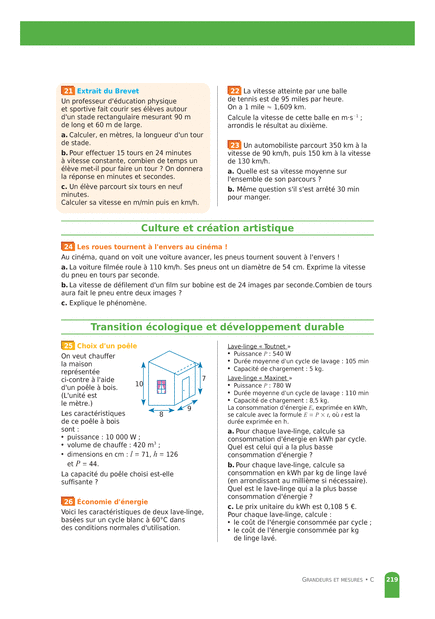 21 Extrait du Brevet
Un professeur d'éducation physique
et sportive fait courir ses élèves autour
d'un stade rectangulaire mesurant 90 m
de long et 60 m de large.
a. Calculer, en mètres, la longueur d'un tour
de stade.
b. Pour effectuer 15 tours en 24 minutes
à vitesse constante, combien de temps un
élève met-il pour faire un tour ? On donnera
la réponse en minutes et secondes.
c. Un élève parcourt six tours en neuf
minutes.
Calculer sa vitesse en m/min puis en km/h.
22 La vitesse atteinte par une balle
de tennis est de 95 miles par heure.
On a 1 mile ~ 1,609 km.
Calcule la vitesse de cette balle en m·s⁻¹ ;
arrondis le résultat au dixième.
23 Un automobiliste parcourt 350 km à la
vitesse de 90 km/h, puis 150 km à la vitesse
de 130 km/h.
a. Quelle est sa vitesse moyenne sur
l'ensemble de son parcours ?
b. Même question s'il s'est arrêté 30 min
pour manger.
Culture et création artistique
24 Les roues tournent à l'envers au cinéma !
Au cinéma, quand on voit une voiture avancer, les pneus tournent souvent à l'envers !
a. La voiture filmée roule à 110 km/h. Ses pneus ont un diamètre de 54 cm. Exprime la vitesse
du pneu en tours par seconde.
b. La vitesse de défilement d'un film sur bobine est de 24 images par seconde.Combien de tours
aura fait le pneu entre deux images ?
c. Explique le phénomène.
Transition écologique et développement durable
25 Choix d'un poêle
On veut chauffer
la maison
représentée
ci-contre à l'aide
d'un poêle à bois.
(L'unité est
le mètre.)
10
7
8
9
Les caractéristiques
de ce poêle à bois
sont :
• puissance : 10 000 W ;
• volume de chauffe : 420 m³ ;
• dimensions en cm : l = 71, h = 126
et P = 44.
La capacité du poêle choisi est-elle
suffisante ?
26 Économie d'énergie
Voici les caractéristiques de deux lave-linge,
basées sur un cycle blanc à 60°C dans
des conditions normales d'utilisation.
Lave-linge « Toutnet »
• Puissance P : 540 W
• Durée moyenne d'un cycle de lavage : 105 min
• Capacité de chargement : 5 kg.
Lave-linge « Maxinet »
• Puissance P : 780 W
• Durée moyenne d'un cycle de lavage : 110 min
• Capacité de chargement : 8,5 kg.
La consommation d'énergie E, exprimée en kWh,
se calcule avec la formule E = P × t, où t est la
durée exprimée en h.
a. Pour chaque lave-linge, calcule sa
consommation d'énergie en kWh par cycle.
Quel est celui qui a la plus basse
consommation d'énergie ?
b. Pour chaque lave-linge, calcule sa
consommation en kWh par kg de linge lavé
(en arrondissant au millième si nécessaire).
Quel est le lave-linge qui a la plus basse
consommation d'énergie ?
c. Le prix unitaire du kWh est 0,108 5 €.
Pour chaque lave-linge, calcule :
• le coût de l'énergie consommée par cycle ;
• le coût de l'énergie consommée par kg
de linge lavé.
GRANDEURS ET MESURES • C 219